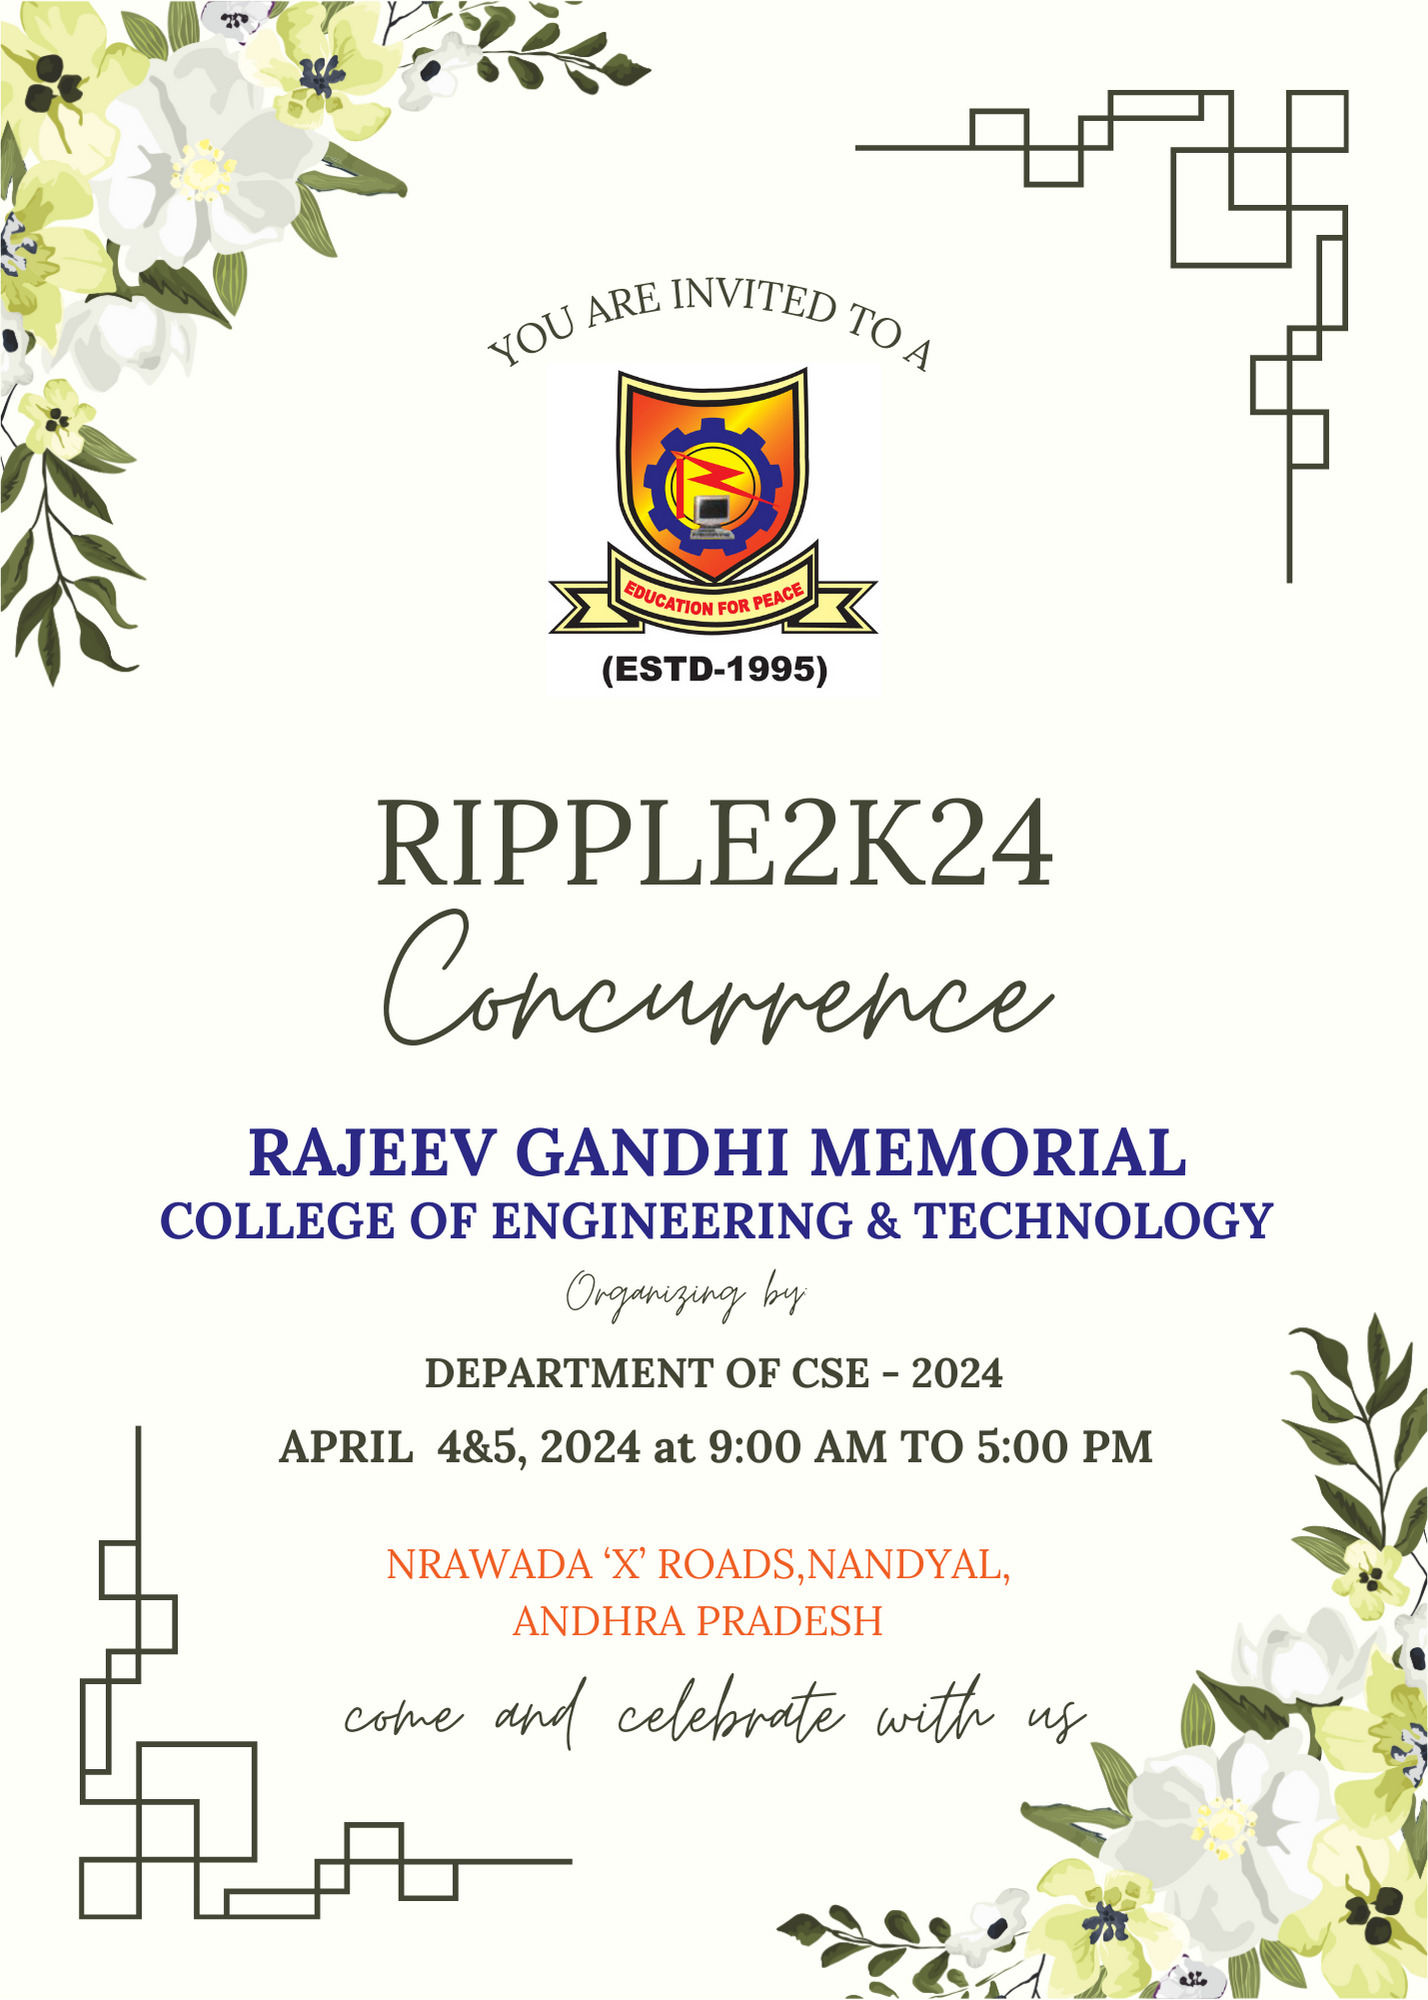 YOU ARE INVITED TO A
EDUCATION FOR PEACE
(ESTD-1995)
RIPPLE2K24
Concurrence
RAJEEV GANDHI MEMORIAL
COLLEGE OF ENGINEERING & TECHNOLOGY
Organizing by:
DEPARTMENT OF CSE - 2024
APRIL 4&5, 2024 at 9:00 AM TO 5:00 PM
NRAWADA ‘X’ ROADS,NANDYAL,
ANDHRA PRADESH
come and celebrate with us